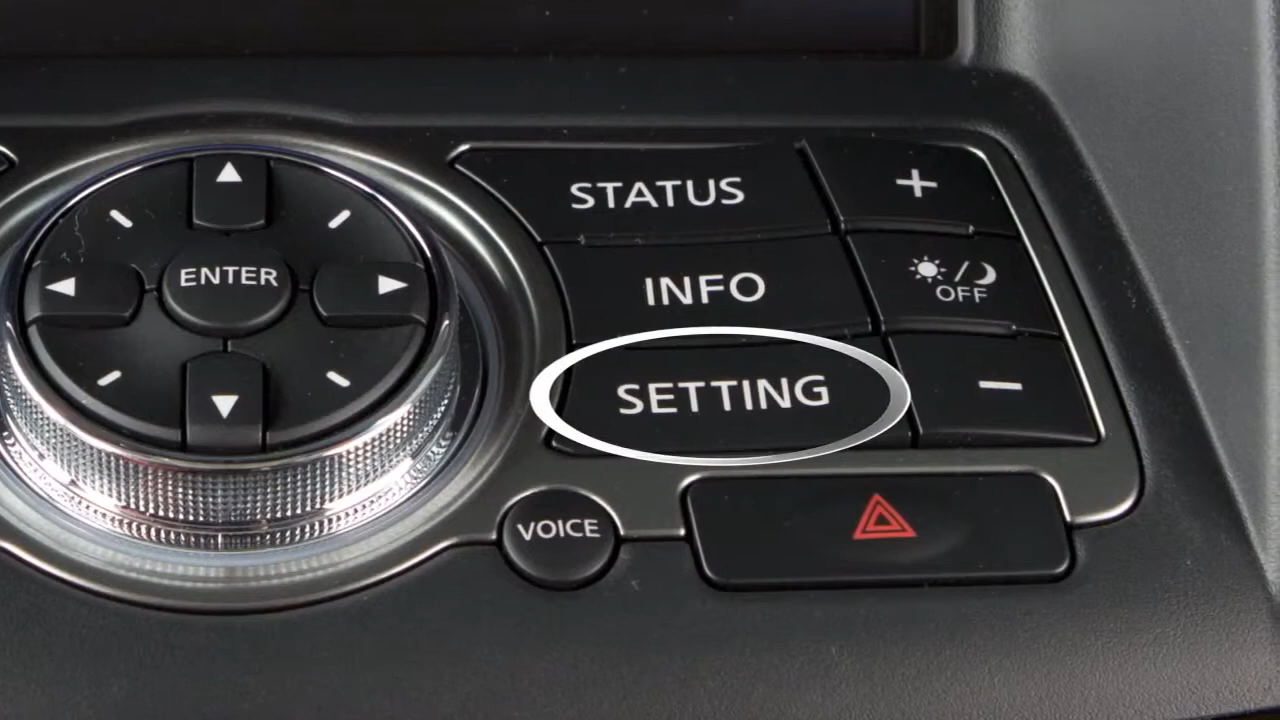 STATUS
+
ENTER
INFO
OFF
SETTING
−
VOICE